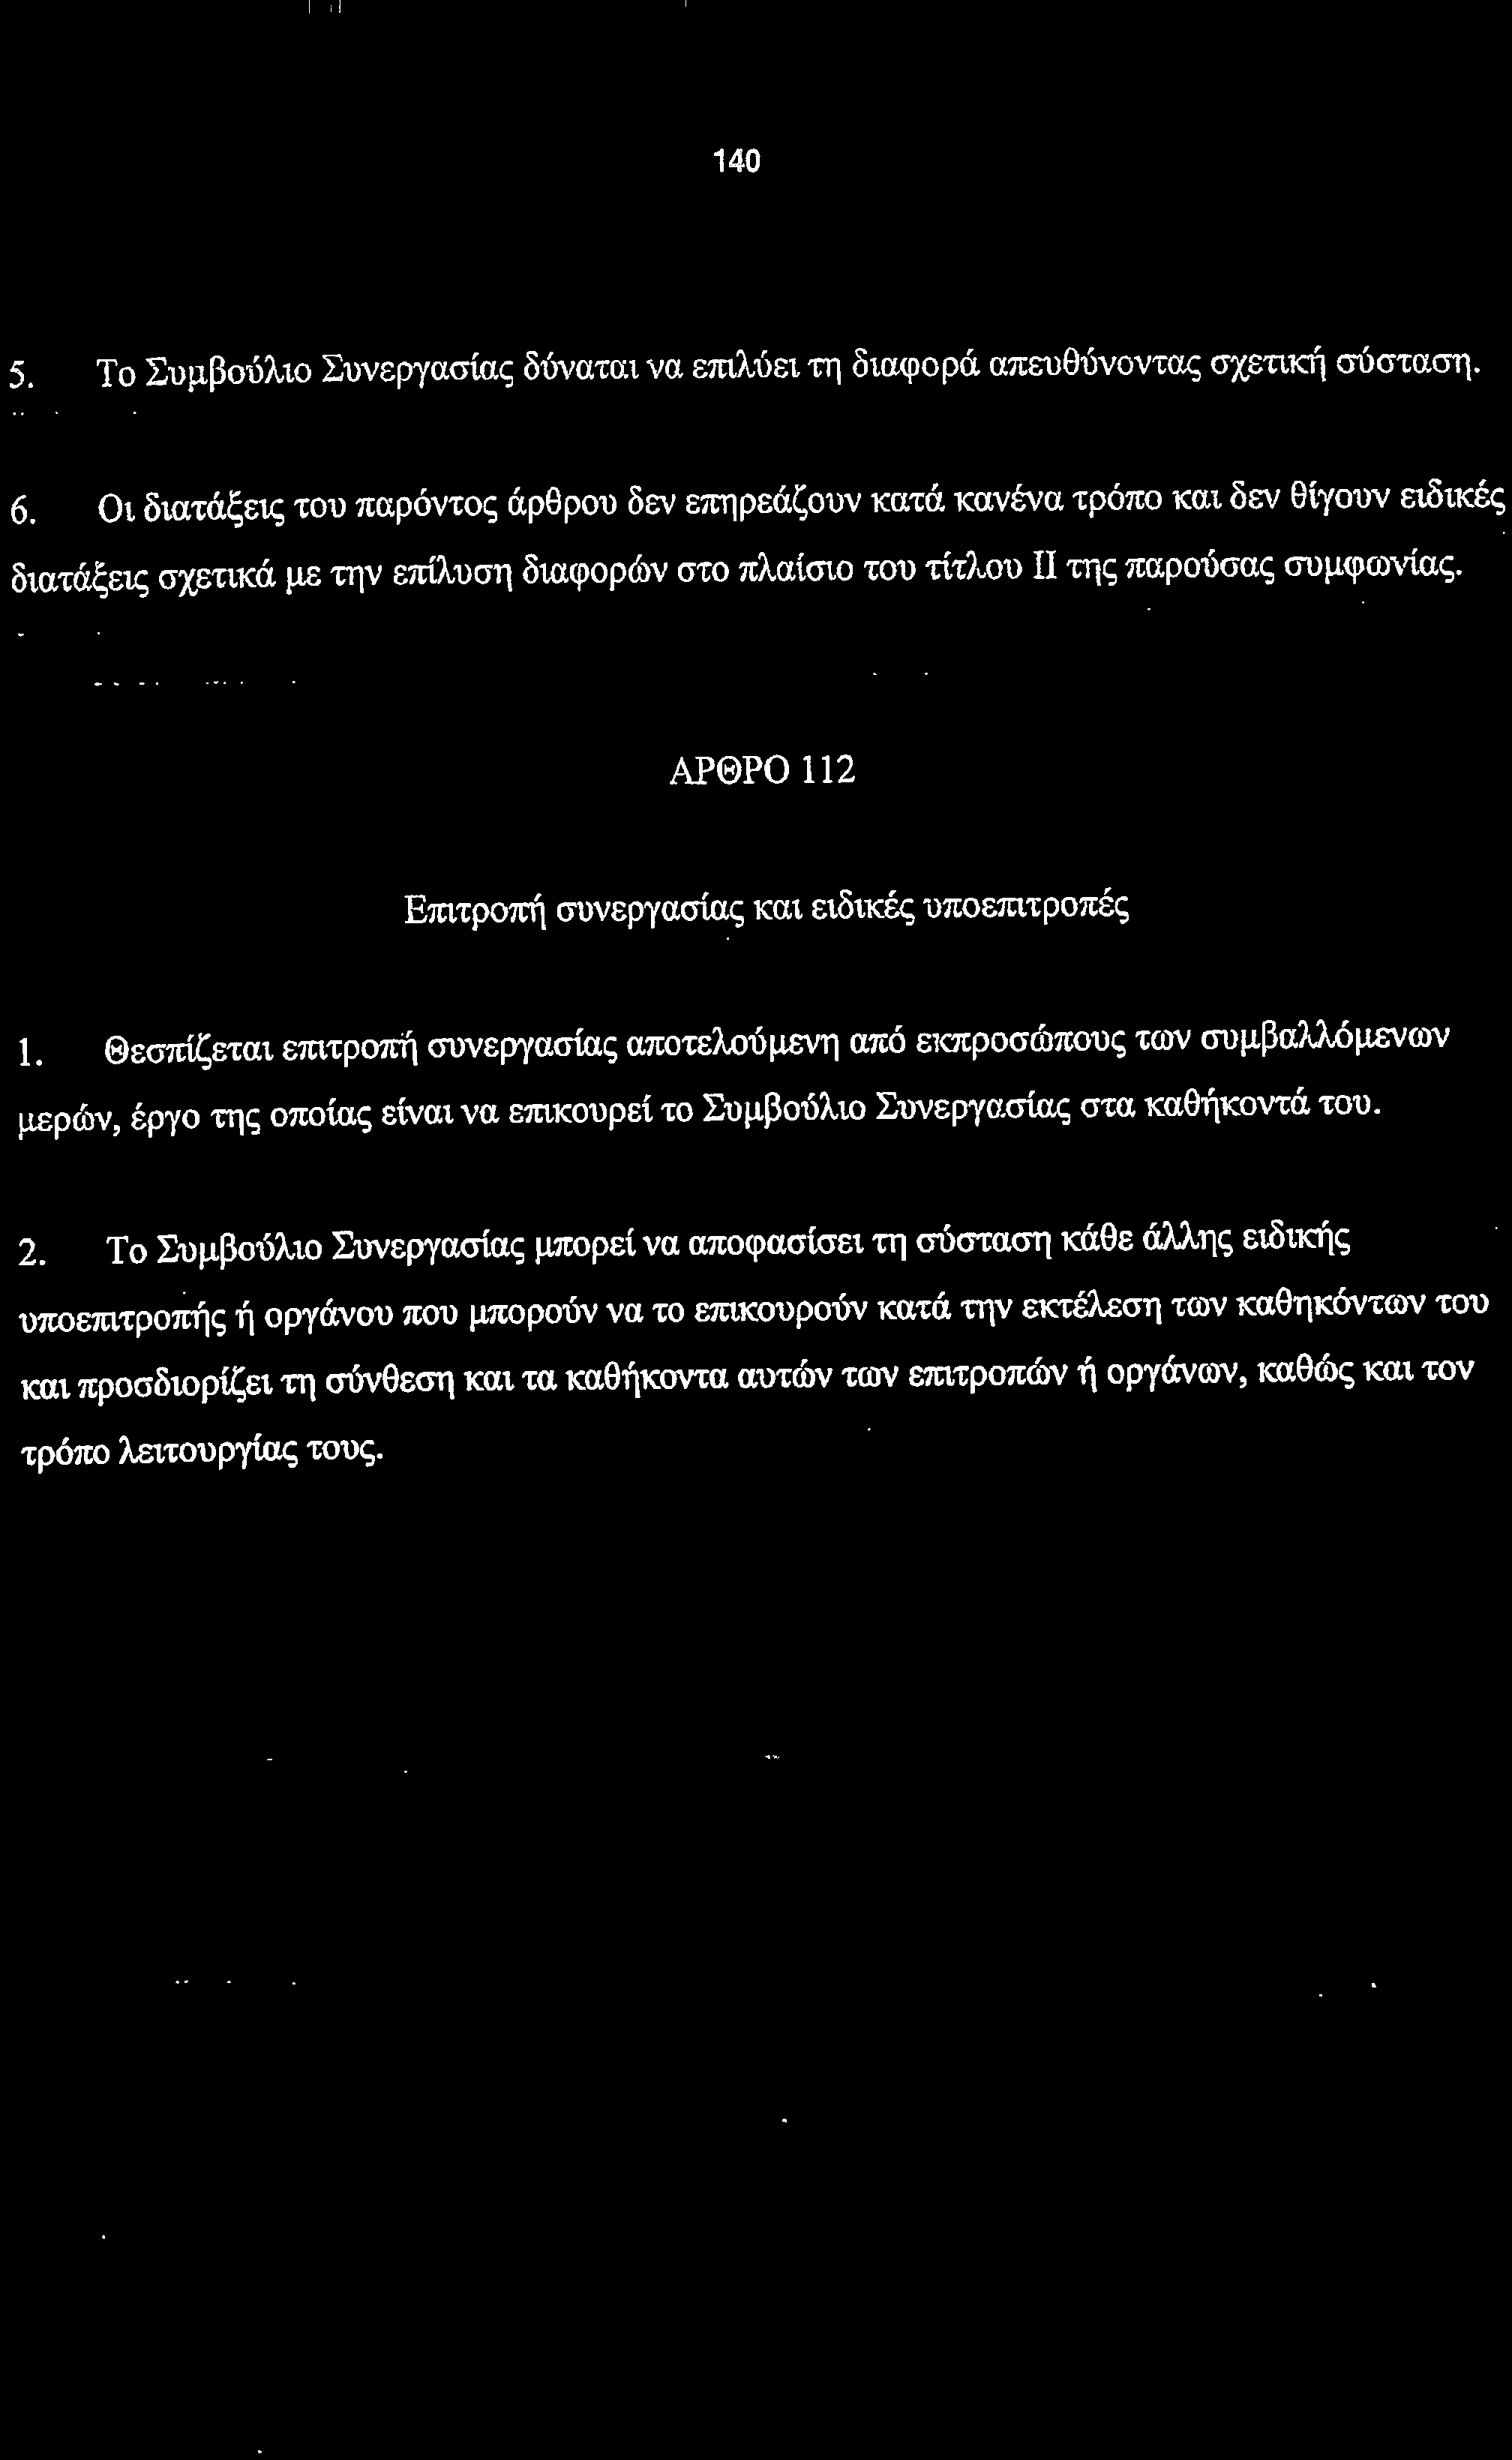 140
5. Το Συμβούλιο Συνεργασίας δύναται να επιλύει τη διαφορά απευθύνοντας σχετική σύσταση.
6. Οι διατάξεις του παρόντος άρθρου δεν επηρεάζουν κατά κανένα τρόπο και δεν θίγουν ειδικές
διατάξεις σχετικά με την επίλυση διαφορών στο πλαίσιο του τίτλου II της παρούσας συμφωνίας.
ΑΡΘΡΟ 112
Επιτροπή συνεργασίας και ειδικές υποεπιτροπές
1. Θεσπίζεται επιτροπή συνεργασίας αποτελούμενη από εκπροσώπους των συμβαλλόμενων
μερών, έργο της οποίας είναι να επικουρεί το Συμβούλιο Συνεργασίας στα καθήκοντά του.
2. Το Συμβούλιο Συνεργασίας μπορεί να αποφασίσει τη σύσταση κάθε άλλης ειδικής
υποεπιτροπής ή οργάνου που μπορούν να το επικουρούν κατά την εκτέλεση των καθηκόντων του
και προσδιορίζει τη σύνθεση και τα καθήκοντα αυτών των επιτροπών ή οργάνων, καθώς και τον
τρόπο λειτουργίας τους.